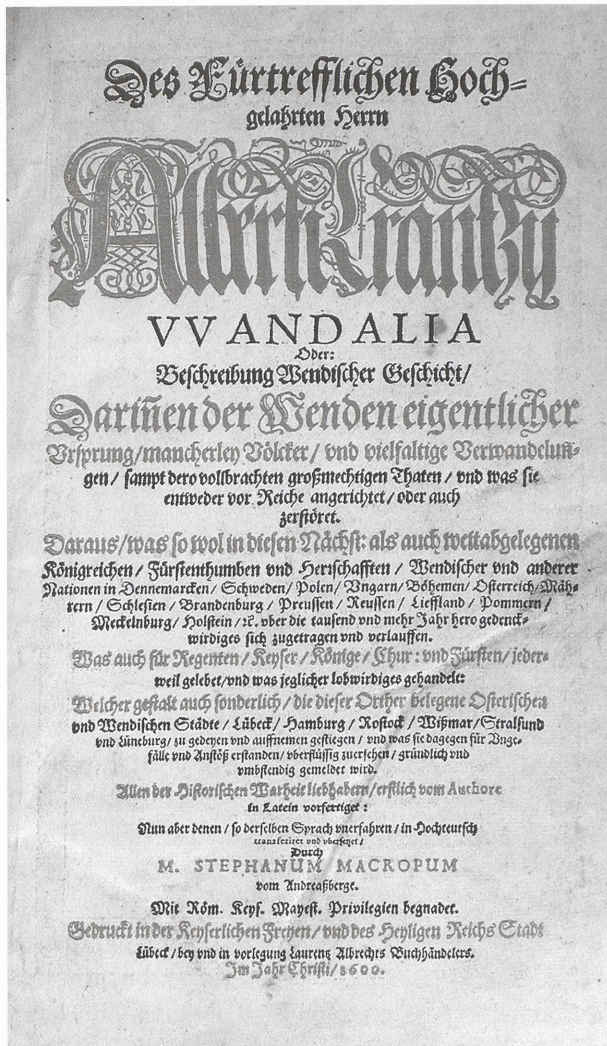 Des Fürtrefflichen Hoch-
gelahrten Herrn
Alberti Krantzii
VVANDALIA
Oder:
Beschreibung Wendischer Geschicht/
Dariñen der Wenden eigentlicher
Vrsprung/mancherley Völcker/ vnd vielfaltige Verwandelun-
gen/ sampt dero vollbrachten großmechtigen Thaten/ vnd was sie
entweder vor Reiche angerichtet/oder auch
zerstöret.
Daraus/was so wol in diesen Nächst: als auch weitabgelegenen
Königreichen/ Fürstenthumben vnd Herrschafften/ Wendischer vnd anderer
Nationen in Dennemarcken/ Schweden/ Polen/ Vngarn/ Böhemen/ Osterreich/Mäh-
rern/ Schlesien/ Brandenburg/ Preussen/ Reussen/ Lieffland/ Pommern/
Meckelnburg/ Holstein/ ꝛc. vber die tausend vnd mehr Jahr hero gedenck-
wirdiges sich zugetragen vnd verlauffen.
Was auch für Regenten/ Keyser/ Könige/ Chur: vnd Fürsten/ jeder-
weil gelebet/vnd was jeglicher lobwirdiges gehandelt:
Welcher gestalt auch sonderlich/ die dieser Orther belegene Osterischen
vnd Wendischen Städte/ Lübeck/ Hamburg/ Rostock/ Wißmar/Stralsund
vnd Lüneburg/ zu gedeyen vnd auffnemen gestiegen/ vnd was sie dagegen für Vnge-
fälle vnd Anstöß erstanden/ vberflüssig zuersehen/ gründlich vnd
vmbstendig gemeldet wird.
Allen der Historischen Warheit liebhabern/ erstlich vom Authore
in Latein vorfertiget:
Nun aber denen/ so derselben Sprach vnerfahren/ in Hochteutsch
transferiret vnd vbersetzet/
Durch
M. STEPHANUM MACROPUM
vom Andreaßberge.
Mit Röm. Keys. Mayest. Privilegien begnadet.
Gedruckt in der Keyserlichen Freyen/ vnd des Heyligen Reichs Stadt
Lübeck/ bey vnd in vorlegung Laurentz Albrechts Buchhändelers.
Im Jahr Christi/ 1600.